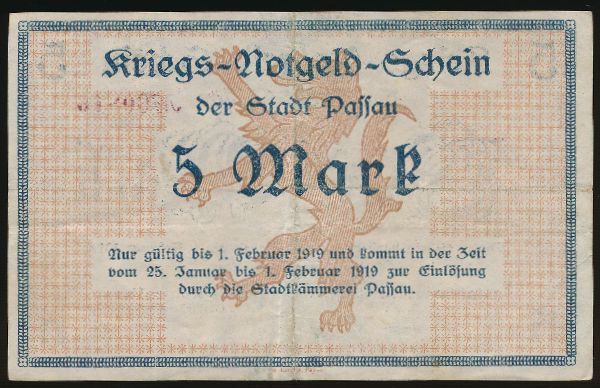 Kriegs-Notgeld-Schein
der Stadt Passau
5 Mark
Nur gültig bis 1. Februar 1919 und kommt in der Zeit
vom 25. Januar bis 1. Februar 1919 zur Einlösung
durch die Stadtkämmerei Passau.